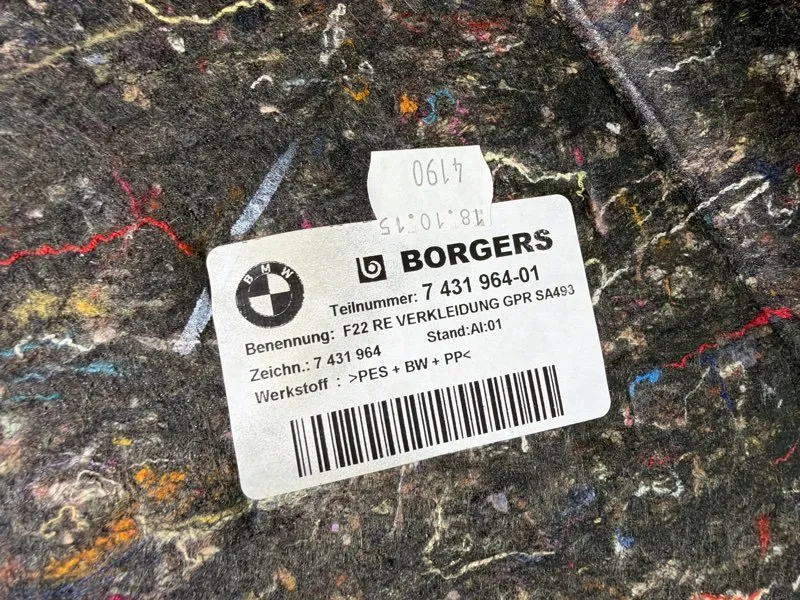 4190
18.10.15
BMW
BORGERS
Teilnummer: 7 431 964-01
Benennung: F22 RE VERKLEIDUNG GPR SA493
Zeichn.: 7 431 964 Stand:AI:01
Werkstoff : >PES + BW + PP<